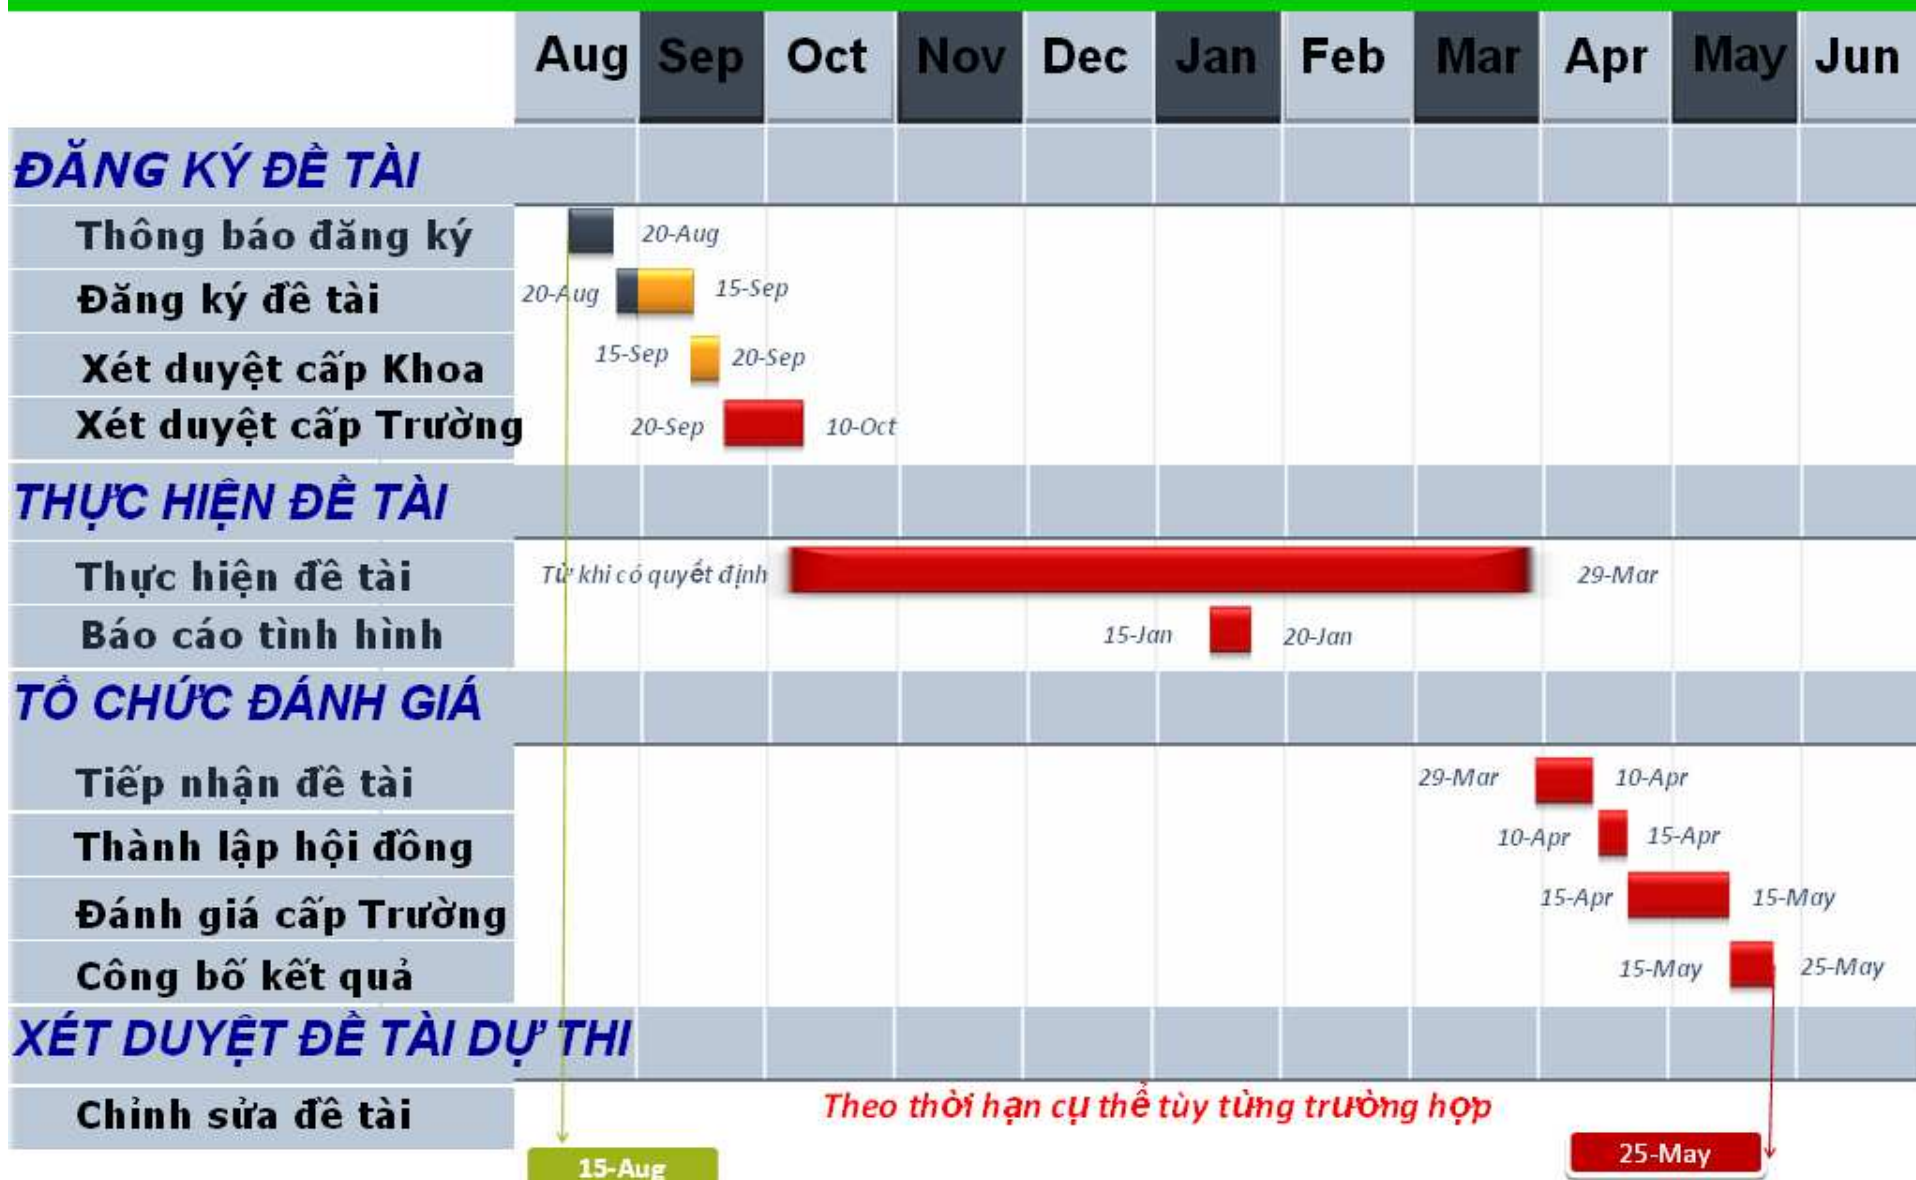 Aug Sep Oct Nov Dec Jan Feb Mar Apr May Jun
ĐĂNG KÝ ĐỀ TÀI
Thông báo đăng ký 20-Aug
Đăng ký đề tài 20-Aug 15-Sep
Xét duyệt cấp Khoa 15-Sep 20-Sep
Xét duyệt cấp Trường 20-Sep 10-Oct
THỰC HIỆN ĐỀ TÀI
Thực hiện đề tài Từ khi có quyết định 29-Mar
Báo cáo tình hình 15-Jan 20-Jan
TỔ CHỨC ĐÁNH GIÁ
Tiếp nhận đề tài 29-Mar 10-Apr
Thành lập hội đồng 10-Apr 15-Apr
Đánh giá cấp Trường 15-Apr 15-May
Công bố kết quả 15-May 25-May
XÉT DUYỆT ĐỀ TÀI DỰ THI
Chỉnh sửa đề tài Theo thời hạn cụ thể tùy từng trường hợp
15-Aug 25-May